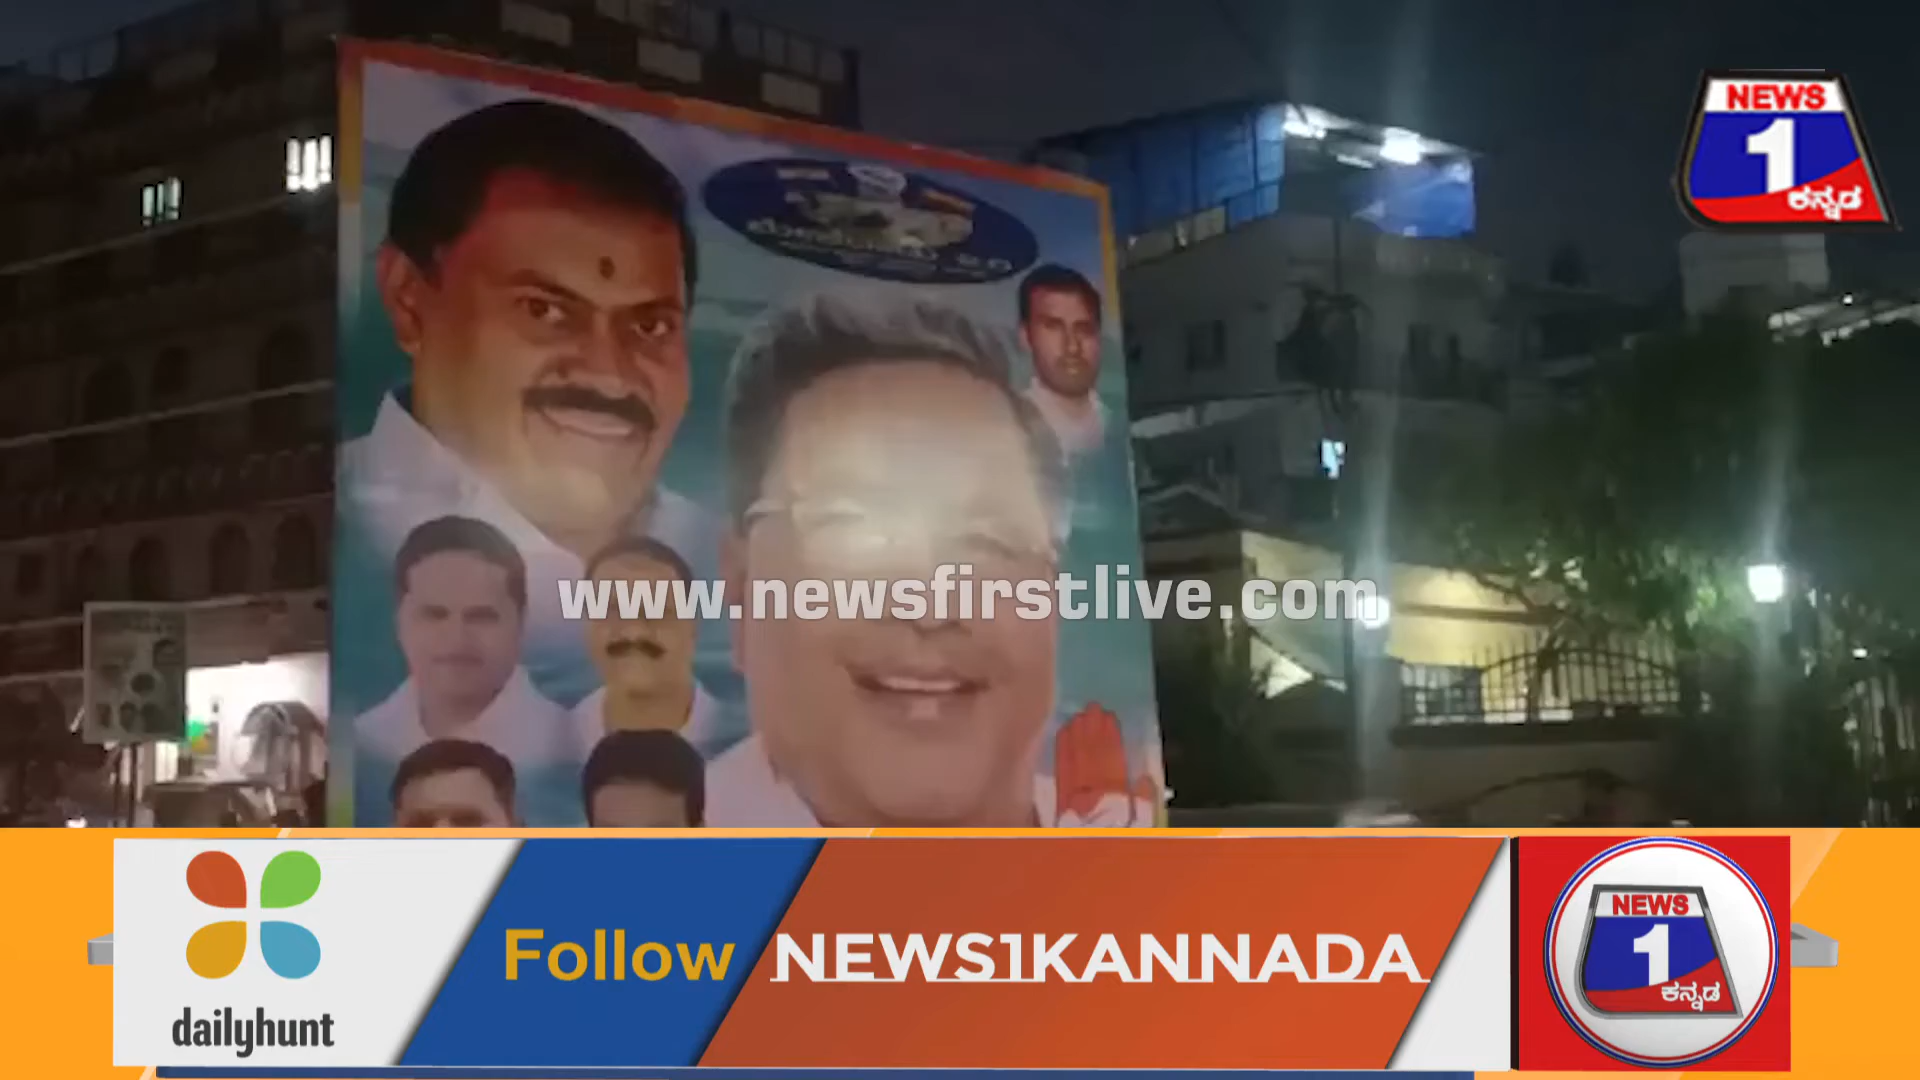 NEWS
1
ಕನ್ನಡ
www.newsfirstlive.com
dailyhunt
Follow NEWS1KANNADA
NEWS
1
ಕನ್ನಡ